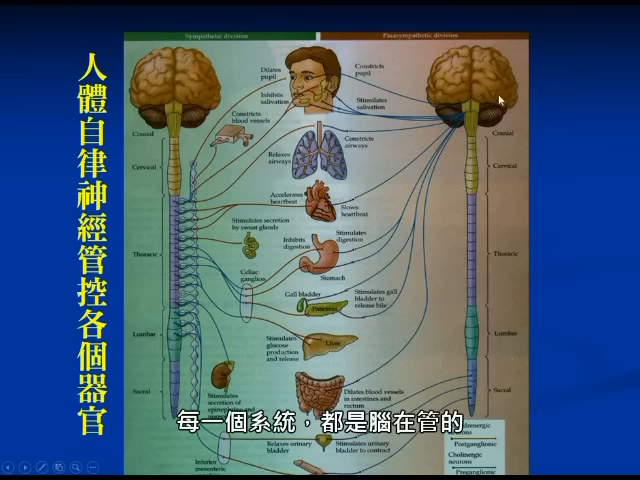 人體自律神經管控各個器官
Sympathetic division
Parasympathetic division
Dilates
pupil
Constricts
pupil
Inhibits
salivation
Stimulates
salivation
Constricts
blood vessels
Cranial
Cranial
Relaxes
airways
Constricts
airways
Cervical
Cervical
Accelerates
heartbeat
Slows
heartbeat
Stimulates secretion
by sweat glands
Inhibits
digestion
Stimulates
digestion
Thoracic
Thoracic
Stomach
Celiac
ganglion
Gall bladder
Pancreas
Stimulates gall
bladder to
release bile
Lumbar
Lumbar
Stimulates
glucose
production
and release
Liver
Sacral
Sacral
Stimulates
secretion of
Dilates blood vessels
in intestines and
rectum
每一個系統，都是腦在管的
Relaxes urinary
bladder
Stimulates urinary
bladder to contract
Postganglionic
Cholinergic
neurons
Preganglionic
Inferior
mesenteric